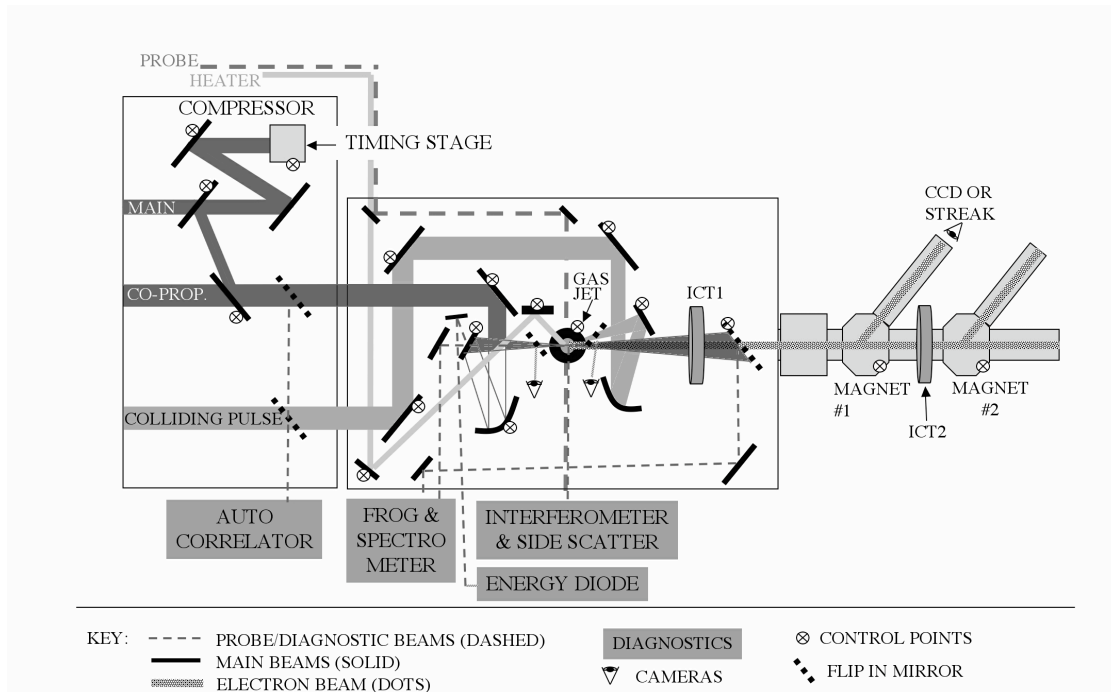 PROBE
HEATER
COMPRESSOR
TIMING STAGE
MAIN
CO-PROP.
COLLIDING PULSE
GAS
JET
ICT1
CCD OR
STREAK
MAGNET
#1
ICT2
MAGNET
#2
AUTO
CORRELATOR
FROG &
SPECTRO
METER
INTERFEROMETER
& SIDE SCATTER
ENERGY DIODE
KEY:
PROBE/DIAGNOSTIC BEAMS (DASHED)
MAIN BEAMS (SOLID)
ELECTRON BEAM (DOTS)
DIAGNOSTICS
CAMERAS
CONTROL POINTS
FLIP IN MIRROR